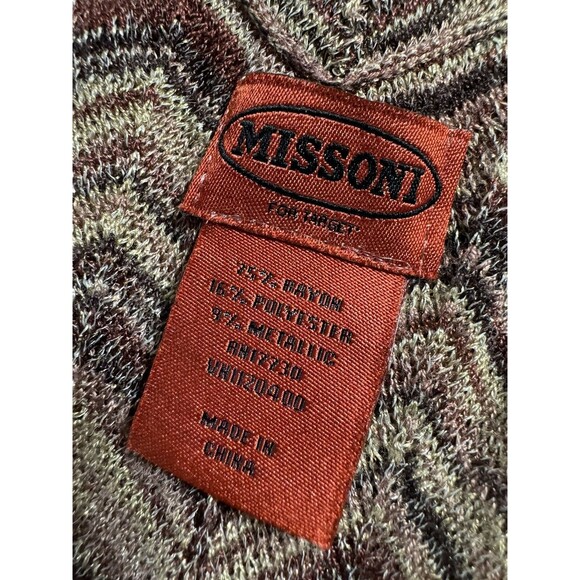 MISSONI
FOR TARGET
75% RAYON
16% POLYESTER
9% METALLIC
RN17730
VN1120400
MADE IN
CHINA